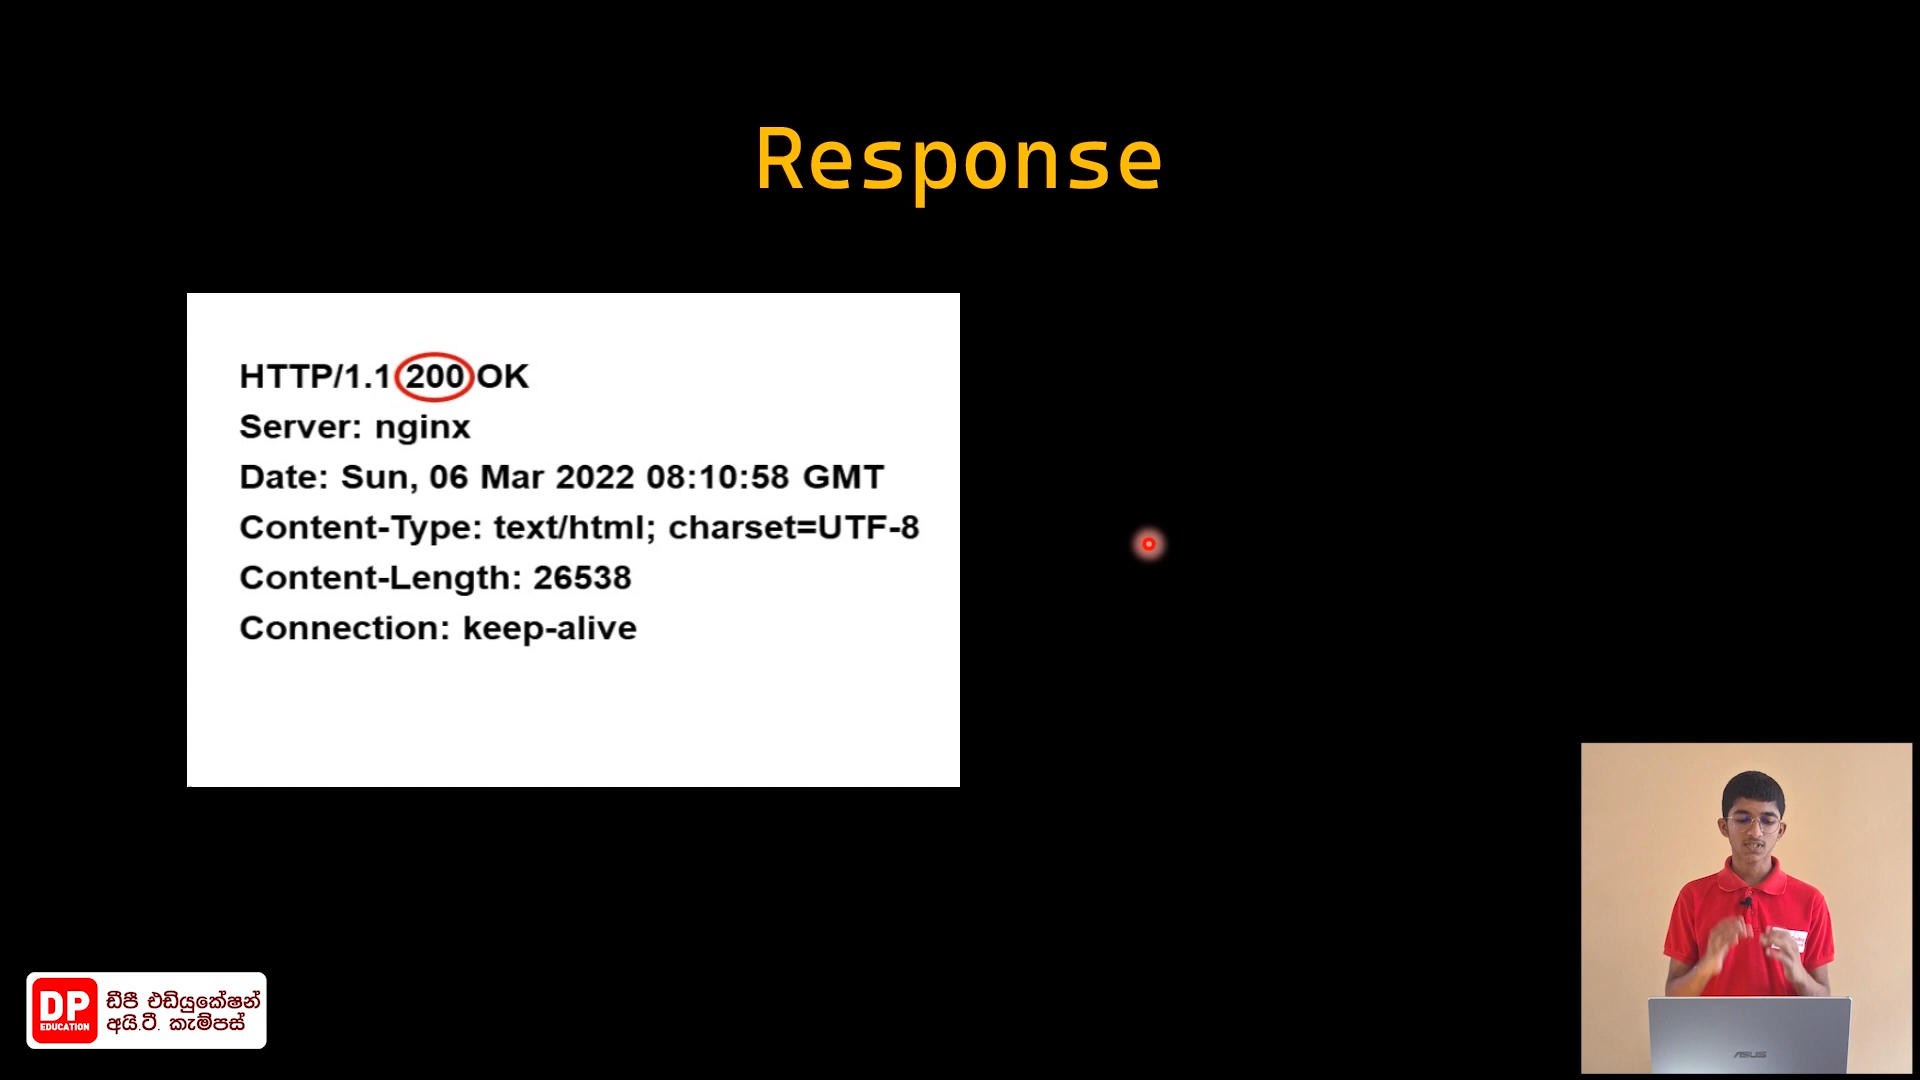 Response
HTTP/1.1 200 OK
Server: nginx
Date: Sun, 06 Mar 2022 08:10:58 GMT
Content-Type: text/html; charset=UTF-8
Content-Length: 26538
Connection: keep-alive
DP
EDUCATION
ඩීපී එඩියුකේෂන්
අයි.ටී. කැම්පස්
ASUS